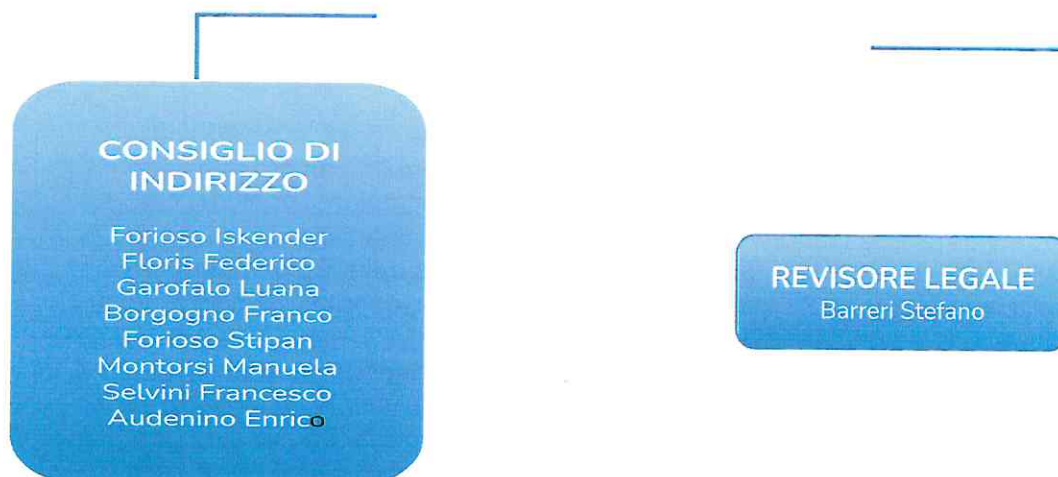 CONSIGLIO DI
INDIRIZZO
Forioso Iskender
Floris Federico
Garofalo Luana
Borgogno Franco
Forioso Stipan
Montorsi Manuela
Selvini Francesco
Audenino Enrico
REVISORE LEGALE
Barreri Stefano